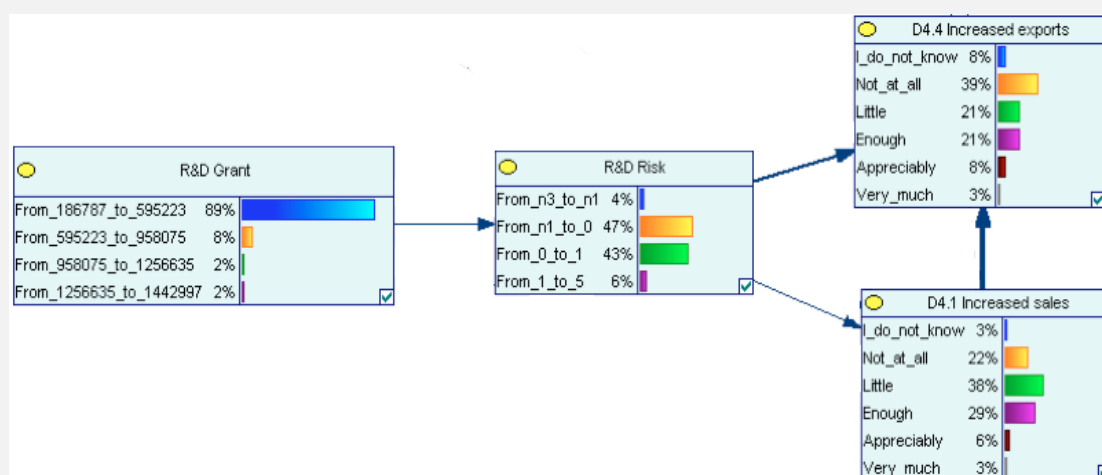 D4.4 Increased exports
I_do_not_know 8%
Not_at_all 39%
Little 21%
Enough 21%
Appreciably 8%
Very_much 3%
R&D Grant
From_186787_to_595223 89%
From_595223_to_958075 8%
From_958075_to_1256635 2%
From_1256635_to_1442997 2%
R&D Risk
From_n3_to_n1 4%
From_n1_to_0 47%
From_0_to_1 43%
From_1_to_5 6%
D4.1 Increased sales
I_do_not_know 3%
Not_at_all 22%
Little 38%
Enough 29%
Appreciably 6%
Very_much 3%